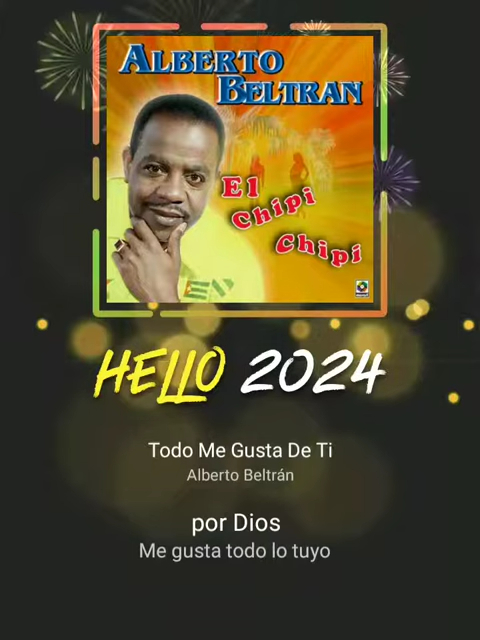 ALBERTO
BELTRAN
El
Chipi
Chipi
HELLO 2024
Todo Me Gusta De Ti
Alberto Beltrán
por Dios
Me gusta todo lo tuyo